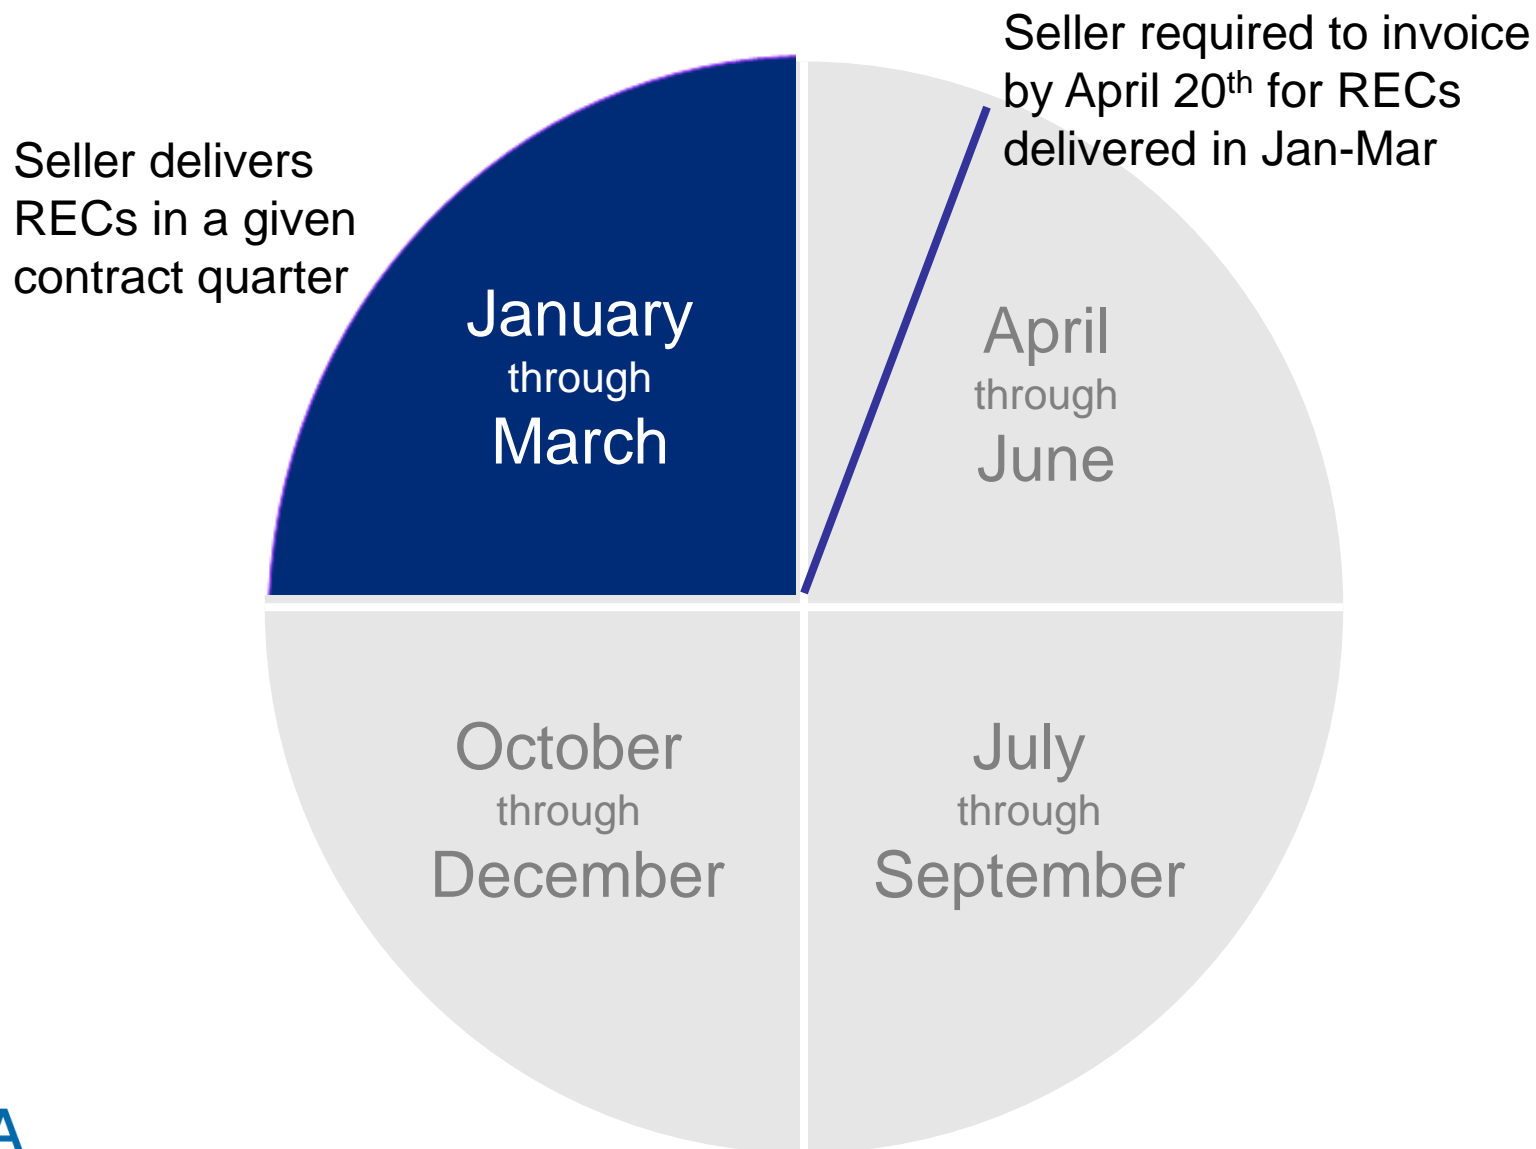 Seller required to invoice
by April 20th for RECs
delivered in Jan-Mar
Seller delivers
RECs in a given
contract quarter
January
through
March
April
through
June
October
through
December
July
through
September
A